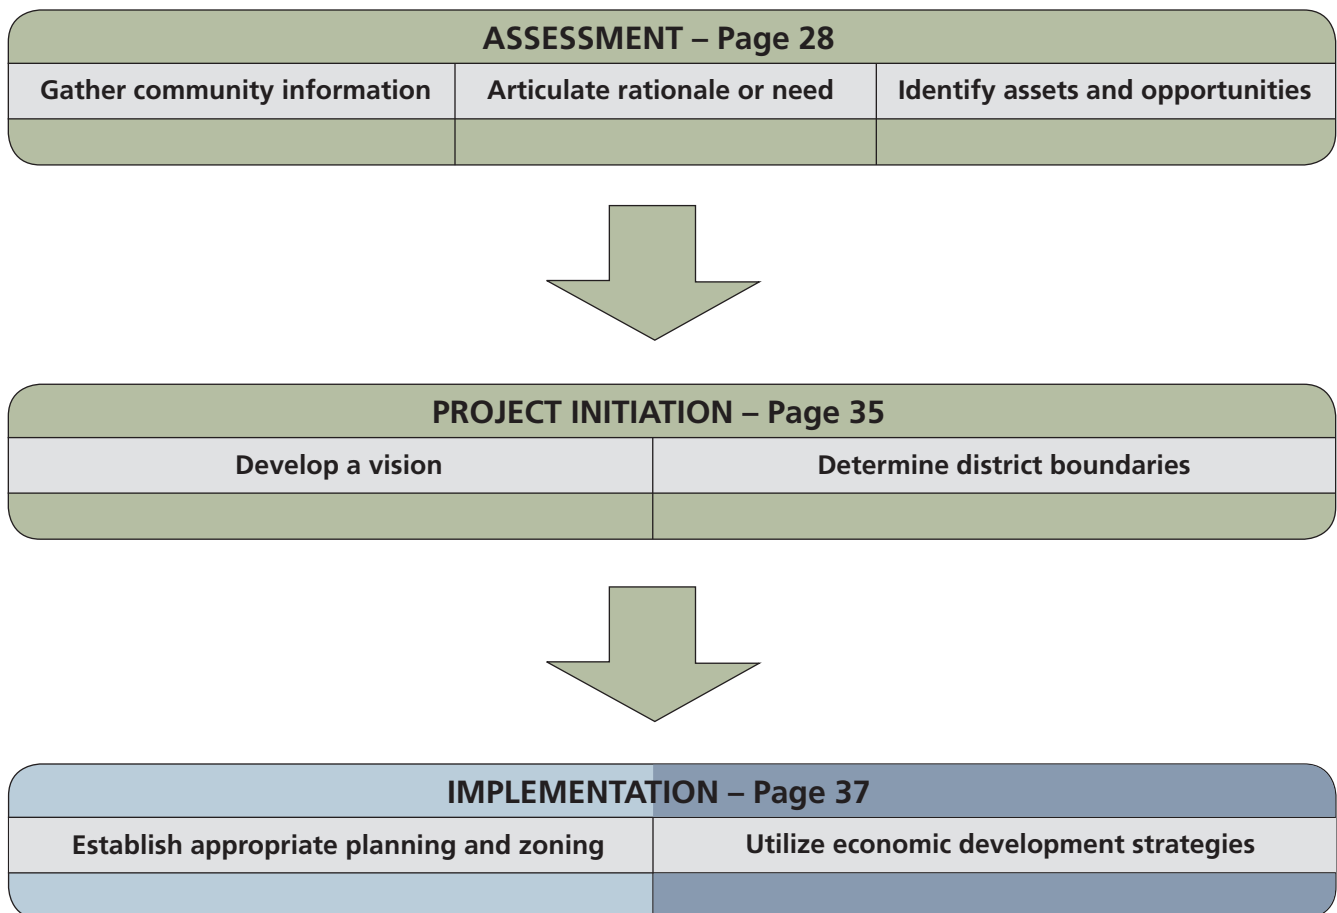 ASSESSMENT – Page 28
Gather community information
Articulate rationale or need
Identify assets and opportunities
PROJECT INITIATION – Page 35
Develop a vision
Determine district boundaries
IMPLEMENTATION – Page 37
Establish appropriate planning and zoning
Utilize economic development strategies